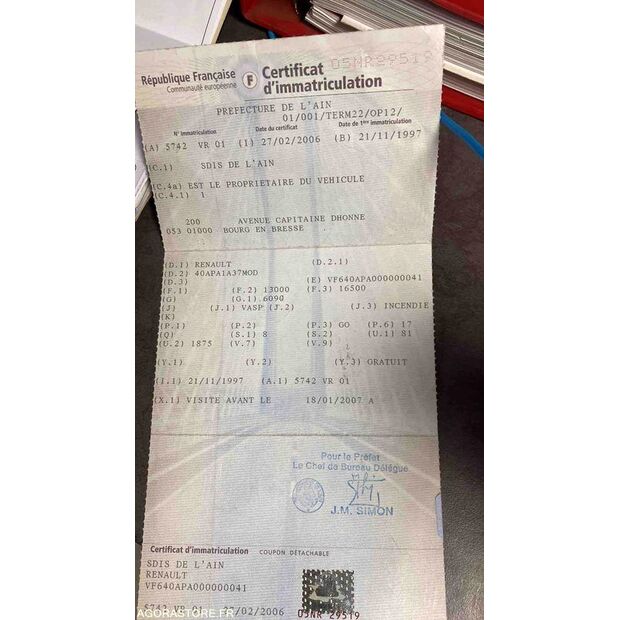 05NR29519
République Française F Certificat
Communauté européenne d'immatriculation
PREFECTURE DE L'AIN
01/001/TERM22/OP12/
N° immatriculation Date du certificat Date de 1ère immatriculation
(A) 5742 VR 01 (I) 27/02/2006 (B) 21/11/1997
(C.1) SDIS DE L'AIN
(C.4a) EST LE PROPRIETAIRE DU VEHICULE
(C.4.1) 1
200 AVENUE CAPITAINE DHONNE
053 01000 BOURG EN BRESSE
(D.1) RENAULT (D.2.1)
(D.2) 40APA1A37MOD
(D.3) (E) VF640APA000000041
(F.1) (F.2) 13000 (F.3) 16500
(G) (G.1) 6090
(J) (J.1) VASP (J.2) (J.3) INCENDIE
(K)
(P.1) (P.2) (P.3) GO (P.6) 17
(Q) (S.1) 8 (S.2) (U.1) 81
(U.2) 1875 (V.7) (V.9)
(Y.1) (Y.2) (Y.3) GRATUIT
(I.1) 21/11/1997 (A.1) 5742 VR 01
(X.1) VISITE AVANT LE 18/01/2007 A
Pour le Préfet
Le Chef de Bureau Délégué
J.M. SIMON
Certificat d'immatriculation COUPON DÉTACHABLE
SDIS DE L'AIN
RENAULT
VF640APA000000041
5742 VR 01 27/02/2006 05NR 29519
AGORASTORE.FR